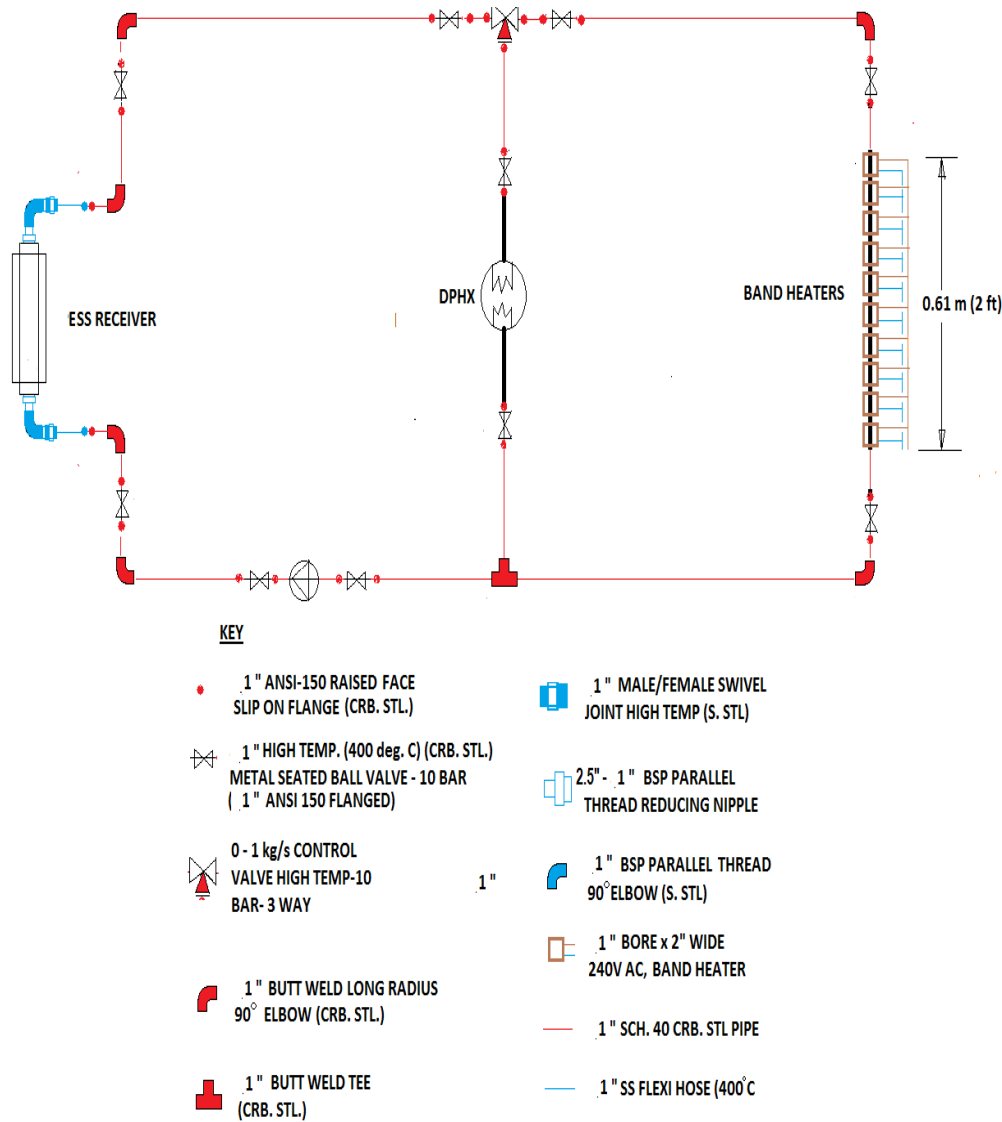 ESS RECEIVER
DPHX
BAND HEATERS
0.61 m (2 ft)
KEY
1" ANSI-150 RAISED FACE
SLIP ON FLANGE (CRB. STL.)
1" HIGH TEMP. (400 deg. C) (CRB. STL.)
METAL SEATED BALL VALVE - 10 BAR
( 1" ANSI 150 FLANGED)
0 - 1 kg/s CONTROL
VALVE HIGH TEMP-10
BAR- 3 WAY
1"
1" BUTT WELD LONG RADIUS
90° ELBOW (CRB. STL.)
1" BUTT WELD TEE
(CRB. STL.)
1" MALE/FEMALE SWIVEL
JOINT HIGH TEMP (S. STL)
2.5" - 1" BSP PARALLEL
THREAD REDUCING NIPPLE
1" BSP PARALLEL THREAD
90° ELBOW (S. STL)
1" BORE x 2" WIDE
240V AC, BAND HEATER
1" SCH. 40 CRB. STL PIPE
1" SS FLEXI HOSE (400°C